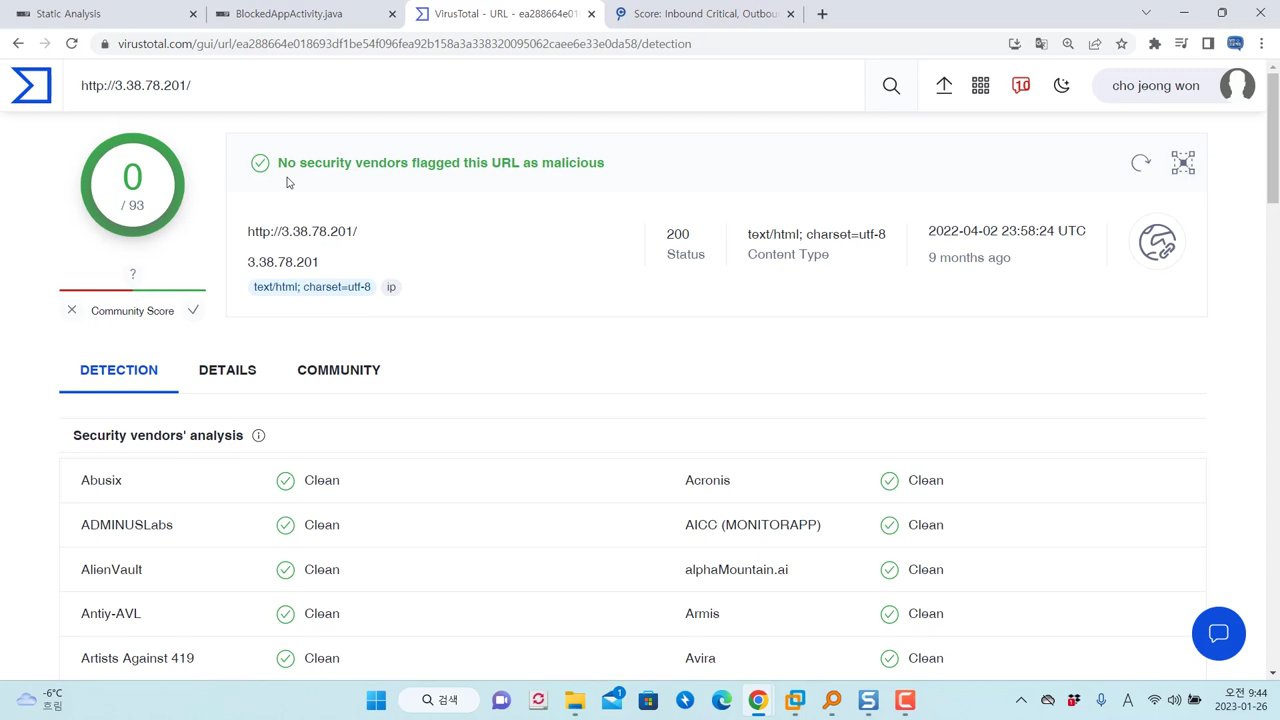 Static Analysis
BlockedAppActivity.java
VirusTotal - URL - ea288664e01
Score: Inbound Critical, Outbou
virustotal.com/gui/url/ea288664e018693df1be54f096fea92b158a3a33832009562caee6e33e0da58/detection
http://3.38.78.201/
10
cho jeong won
0
/ 93
?
Community Score
No security vendors flagged this URL as malicious
http://3.38.78.201/
3.38.78.201
text/html; charset=utf-8
ip
200
Status
text/html; charset=utf-8
Content Type
2022-04-02 23:58:24 UTC
9 months ago
DETECTION
DETAILS
COMMUNITY
Security vendors' analysis
Abusix
Clean
Acronis
Clean
ADMINUSLabs
Clean
AICC (MONITORAPP)
Clean
AlienVault
Clean
alphaMountain.ai
Clean
Antiy-AVL
Clean
Armis
Clean
Artists Against 419
Clean
Avira
Clean
-6°C
흐림
검색
1
A
오전 9:44
2023-01-26